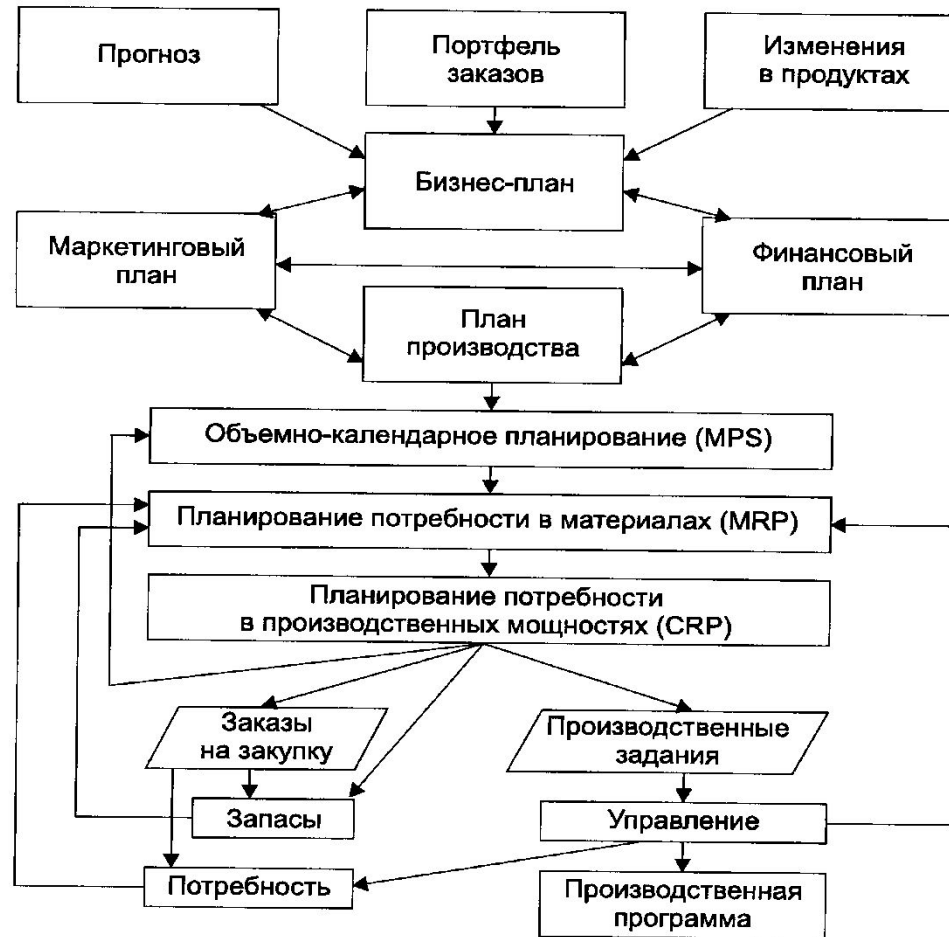 Прогноз
Портфель
заказов
Изменения
в продуктах
Бизнес-план
Маркетинговый
план
Финансовый
план
План
производства
Объемно-календарное планирование (MPS)
Планирование потребности в материалах (MRP)
Планирование потребности
в производственных мощностях (CRP)
Заказы
на закупку
Производственные
задания
Запасы
Управление
Потребность
Производственная
программа